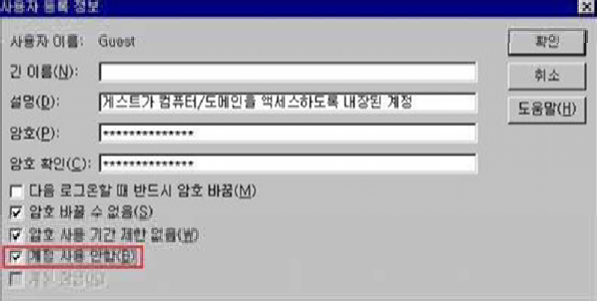 사용자 등록 정보
사용자 이름: Guest
확인
긴 이름(N):
취소
설명(D): 게스트가 컴퓨터/도메인을 액세스하도록 내장된 계정
도움말(H)
암호(P): **************
암호 확인(C): **************
다음 로그온할 때 반드시 암호 바꿈(M)
암호 바꿀 수 없음(S)
암호 사용 기간 제한 없음(W)
계정 사용 안함(B)
계정 잠금(O)